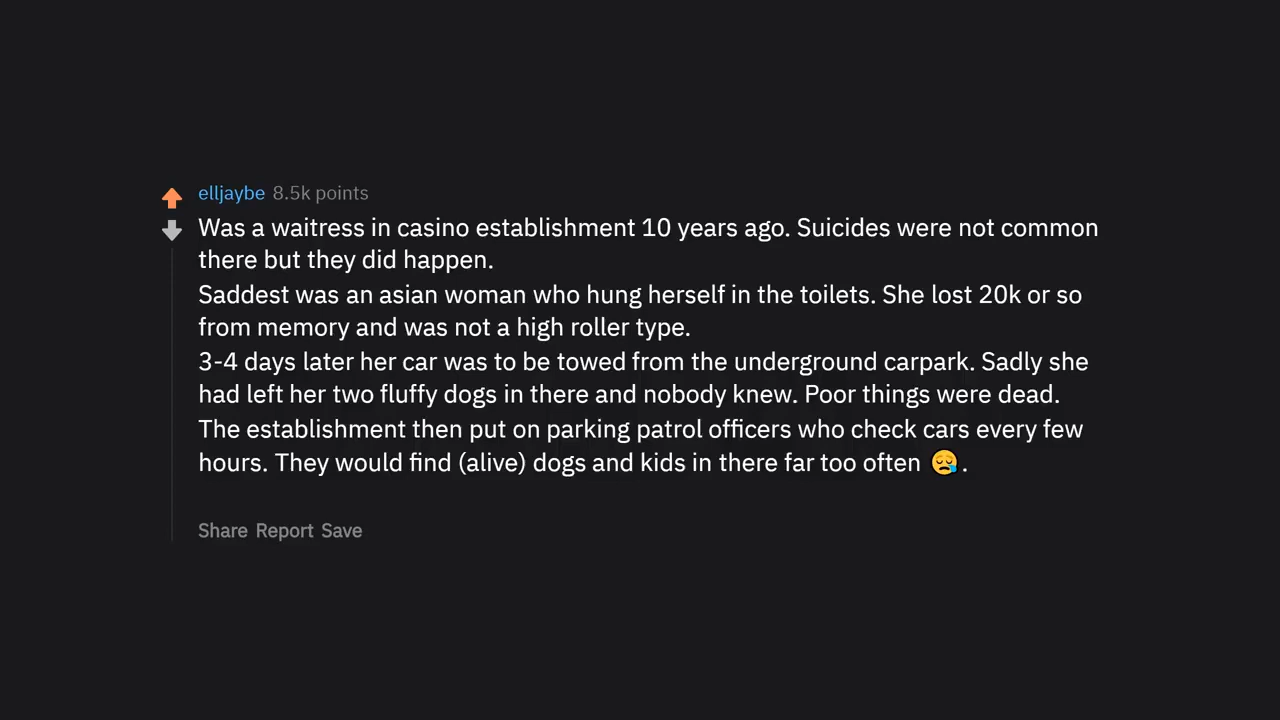 elljaybe 8.5k points
Was a waitress in casino establishment 10 years ago. Suicides were not common
there but they did happen.
Saddest was an asian woman who hung herself in the toilets. She lost 20k or so
from memory and was not a high roller type.
3-4 days later her car was to be towed from the underground carpark. Sadly she
had left her two fluffy dogs in there and nobody knew. Poor things were dead.
The establishment then put on parking patrol officers who check cars every few
hours. They would find (alive) dogs and kids in there far too often 😢.
Share Report Save